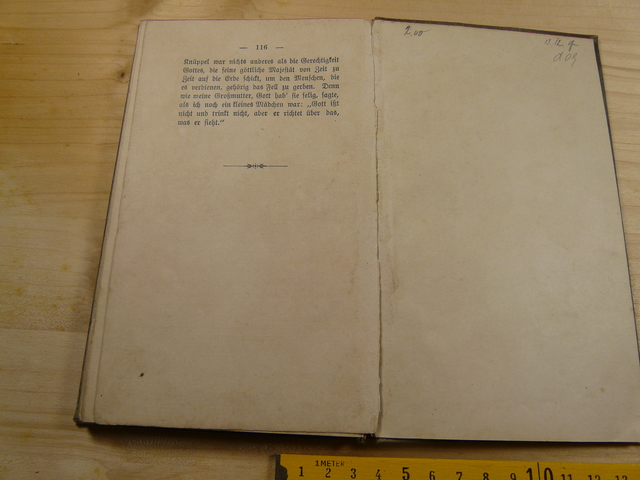 — 116 —
Knüppel war nichts anderes als die Gerechtigkeit
Gottes, die seine göttliche Majestät von Zeit zu
Zeit auf die Erde schickt, um den Menschen, die
es verdienen, gehörig das Fell zu gerben. Denn
wie meine Großmutter, Gott hab' sie selig, sagte,
als ich noch ein kleines Mädchen war: „Gott ißt
nicht und trinkt nicht, aber er richtet über das,
was er sieht."
2.00
1 METER
1 2 3 4 5 6 7 8 9 10 11 12 13